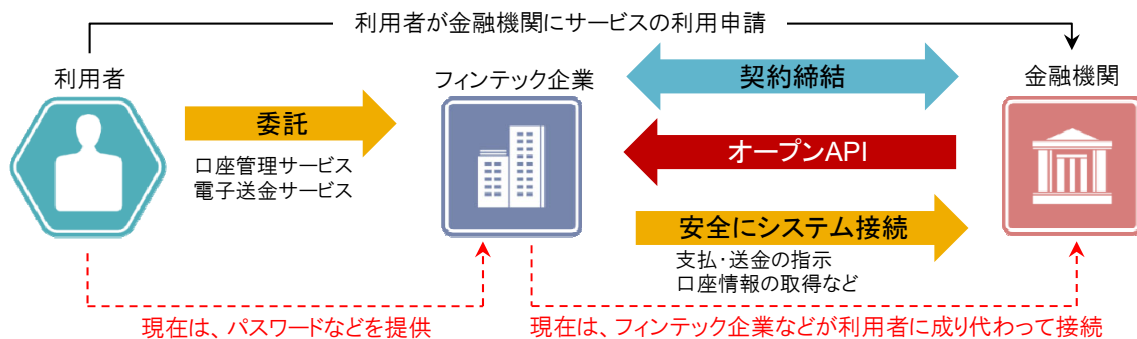 利用者が金融機関にサービスの利用申請
利用者
フィンテック企業
契約締結
金融機関
委託
オープンAPI
口座管理サービス
電子送金サービス
安全にシステム接続
支払・送金の指示
口座情報の取得など
現在は、パスワードなどを提供
現在は、フィンテック企業などが利用者に成り代わって接続